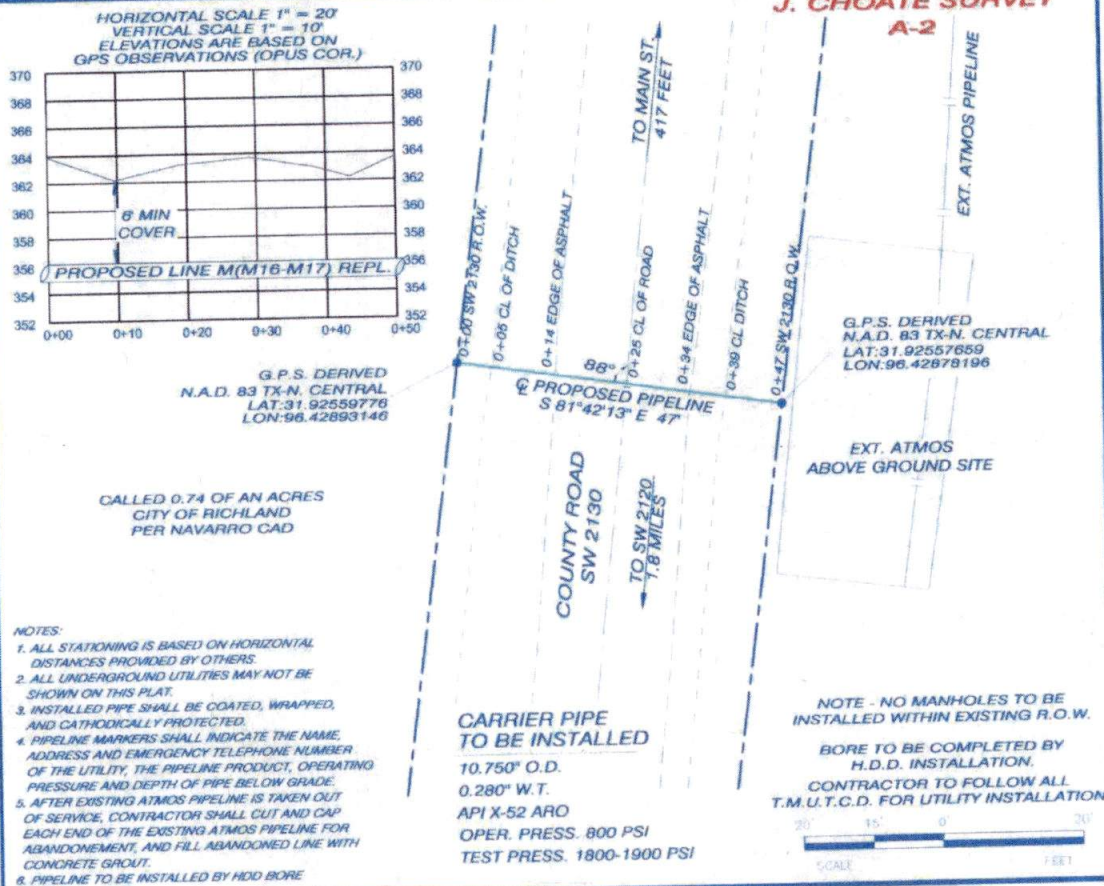 HORIZONTAL SCALE 1" = 20'
VERTICAL SCALE 1" = 10'
ELEVATIONS ARE BASED ON
GPS OBSERVATIONS (OPUS COR.)
J. CHOATE SURVEY
A-2
370
368
366
364
362
360
358
356
354
352
370
368
366
364
362
360
358
356
354
352
6' MIN
COVER
PROPOSED LINE M(M16-M17) REPL.
0+00
0+10
0+20
0+30
0+40
0+50
TO MAIN ST.
417 FEET
EXT. ATMOS PIPELINE
0+00 SW 2130 R.O.W.
0+06 CL OF DITCH
0+14 EDGE OF ASPHALT
0+25 CL OF ROAD
0+34 EDGE OF ASPHALT
0+39 CL DITCH
0+47 SW 2130 R.O.W.
G.P.S. DERIVED
N.A.D. 83 TX-N. CENTRAL
LAT:31.92559776
LON:96.42893146
88°
℄ PROPOSED PIPELINE
S 81°42'13" E 47'
G.P.S. DERIVED
N.A.D. 83 TX-N. CENTRAL
LAT:31.92557659
LON:96.42878196
EXT. ATMOS
ABOVE GROUND SITE
CALLED 0.74 OF AN ACRES
CITY OF RICHLAND
PER NAVARRO CAD
COUNTY ROAD
SW 2130
TO SW 2120
1.8 MILES
NOTES:
1. ALL STATIONING IS BASED ON HORIZONTAL
DISTANCES PROVIDED BY OTHERS.
2. ALL UNDERGROUND UTILITIES MAY NOT BE
SHOWN ON THIS PLAT.
3. INSTALLED PIPE SHALL BE COATED, WRAPPED,
AND CATHODICALLY PROTECTED.
4. PIPELINE MARKERS SHALL INDICATE THE NAME,
ADDRESS AND EMERGENCY TELEPHONE NUMBER
OF THE UTILITY, THE PIPELINE PRODUCT, OPERATING
PRESSURE AND DEPTH OF PIPE BELOW GRADE.
5. AFTER EXISTING ATMOS PIPELINE IS TAKEN OUT
OF SERVICE, CONTRACTOR SHALL CUT AND CAP
EACH END OF THE EXISTING ATMOS PIPELINE FOR
ABANDONEMENT, AND FILL ABANDONED LINE WITH
CONCRETE GROUT.
6. PIPELINE TO BE INSTALLED BY HDD BORE
CARRIER PIPE
TO BE INSTALLED
10.750" O.D.
0.280" W.T.
API X-52 ARO
OPER. PRESS. 800 PSI
TEST PRESS. 1800-1900 PSI
NOTE - NO MANHOLES TO BE
INSTALLED WITHIN EXISTING R.O.W.
BORE TO BE COMPLETED BY
H.D.D. INSTALLATION.
CONTRACTOR TO FOLLOW ALL
T.M.U.T.C.D. FOR UTILITY INSTALLATION
20' 15' 0' 20'
SCALE FEET